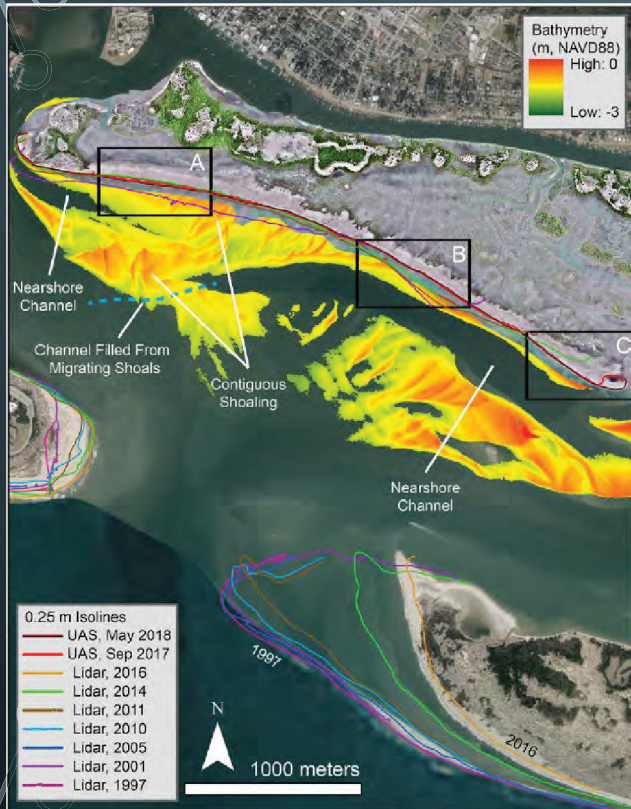 Bathymetry
(m, NAVD88)
High: 0
Low: -3
A
B
C
Nearshore
Channel
Channel Filled From
Migrating Shoals
Contiguous
Shoaling
Nearshore
Channel
0.25 m Isolines
UAS, May 2018
UAS, Sep 2017
Lidar, 2016
Lidar, 2014
Lidar, 2011
Lidar, 2010
Lidar, 2005
Lidar, 2001
Lidar, 1997
1997
2016
N
1000 meters